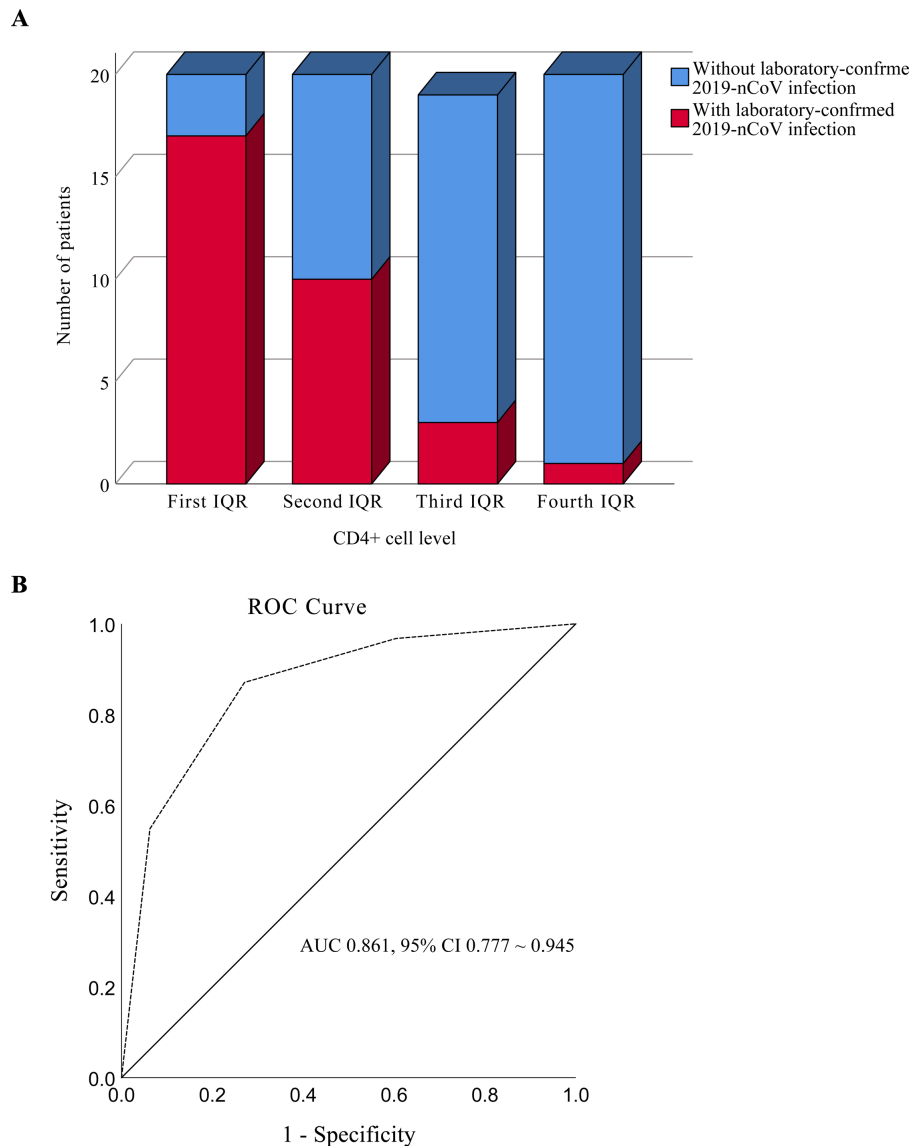 A
20
15
10
5
0
Number of patients
Without laboratory-confrme
2019-nCoV infection
With laboratory-confrmed
2019-nCoV infection
First IQR Second IQR Third IQR Fourth IQR
CD4+ cell level
B
ROC Curve
1.0
0.8
0.6
0.4
0.2
0.0
Sensitivity
AUC 0.861, 95% CI 0.777 ~ 0.945
0.0 0.2 0.4 0.6 0.8 1.0
1 - Specificity